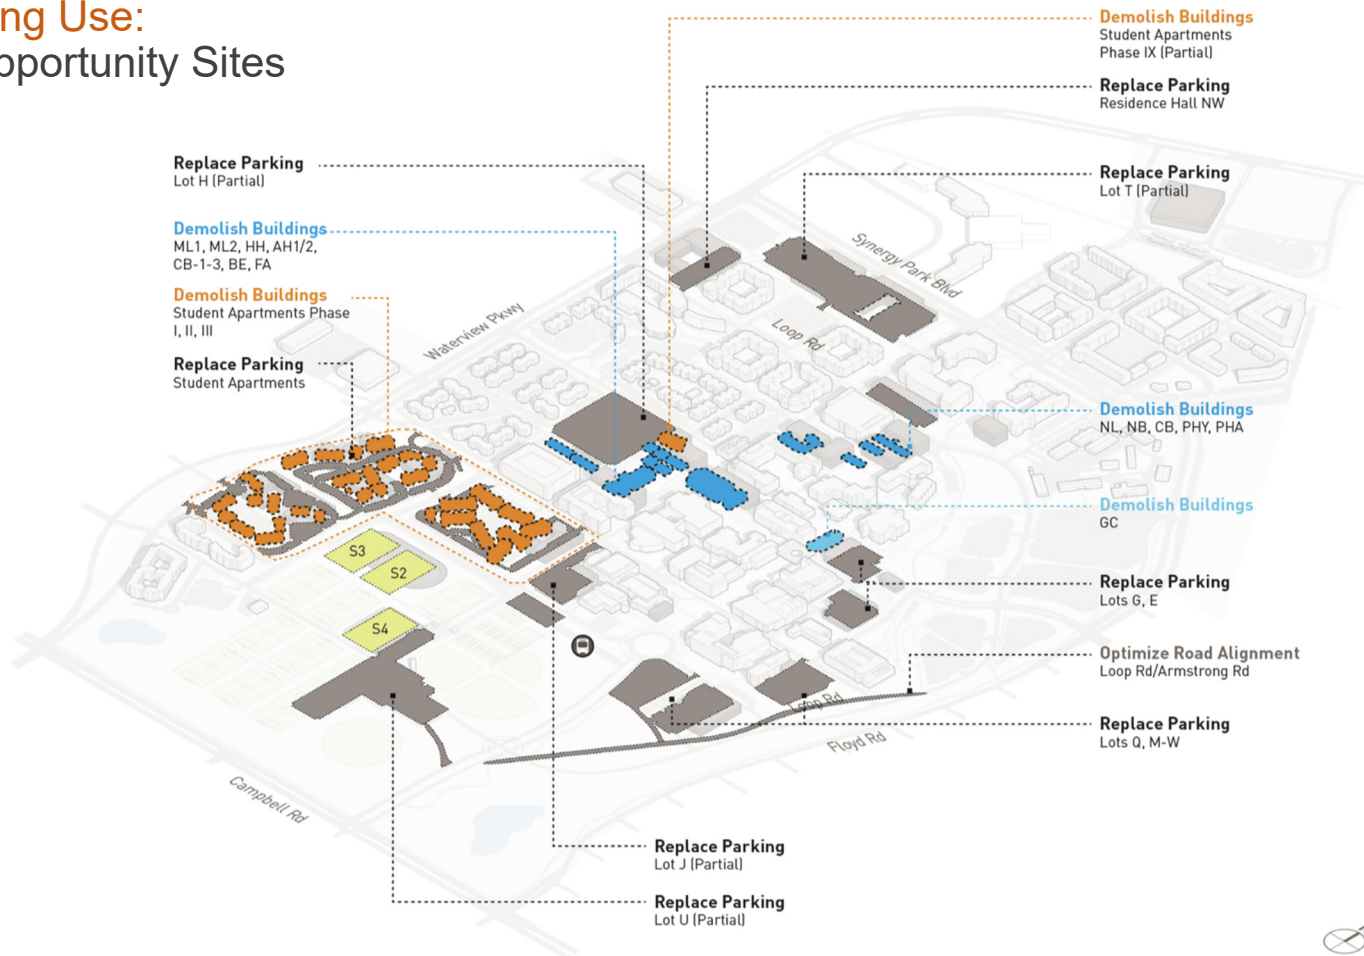 ng Use:
pportunity Sites
Demolish Buildings
Student Apartments
Phase IX (Partial)
Replace Parking
Residence Hall NW
Replace Parking
Lot H (Partial)
Replace Parking
Lot T (Partial)
Demolish Buildings
ML1, ML2, HH, AH1/2,
CB-1-3, BE, FA
Demolish Buildings
Student Apartments Phase
I, II, III
Replace Parking
Student Apartments
Waterview Pkwy
Synergy Park Blvd
Loop Rd
Demolish Buildings
NL, NB, CB, PHY, PHA
Demolish Buildings
GC
S3
S2
S4
Replace Parking
Lots G, E
Optimize Road Alignment
Loop Rd/Armstrong Rd
Loop Rd
Replace Parking
Lots Q, M-W
Floyd Rd
Campbell Rd
Replace Parking
Lot J (Partial)
Replace Parking
Lot U (Partial)